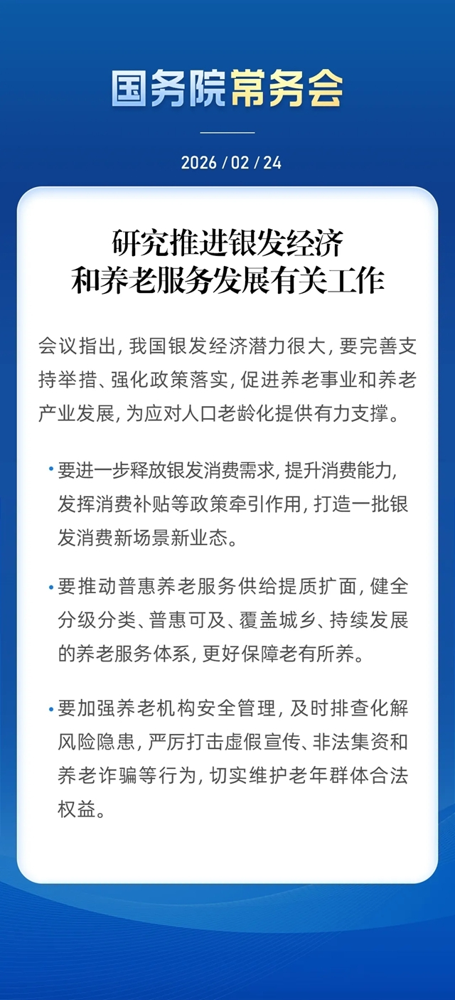 国务院常务会
2026 / 02 / 24
研究推进银发经济
和养老服务发展有关工作
会议指出,我国银发经济潜力很大,要完善支
持举措、强化政策落实,促进养老事业和养老
产业发展,为应对人口老龄化提供有力支撑。
•要进一步释放银发消费需求,提升消费能力,
发挥消费补贴等政策牵引作用,打造一批银
发消费新场景新业态。
•要推动普惠养老服务供给提质扩面,健全
分级分类、普惠可及、覆盖城乡、持续发展
的养老服务体系,更好保障老有所养。
•要加强养老机构安全管理,及时排查化解
风险隐患,严厉打击虚假宣传、非法集资和
养老诈骗等行为,切实维护老年群体合法
权益。